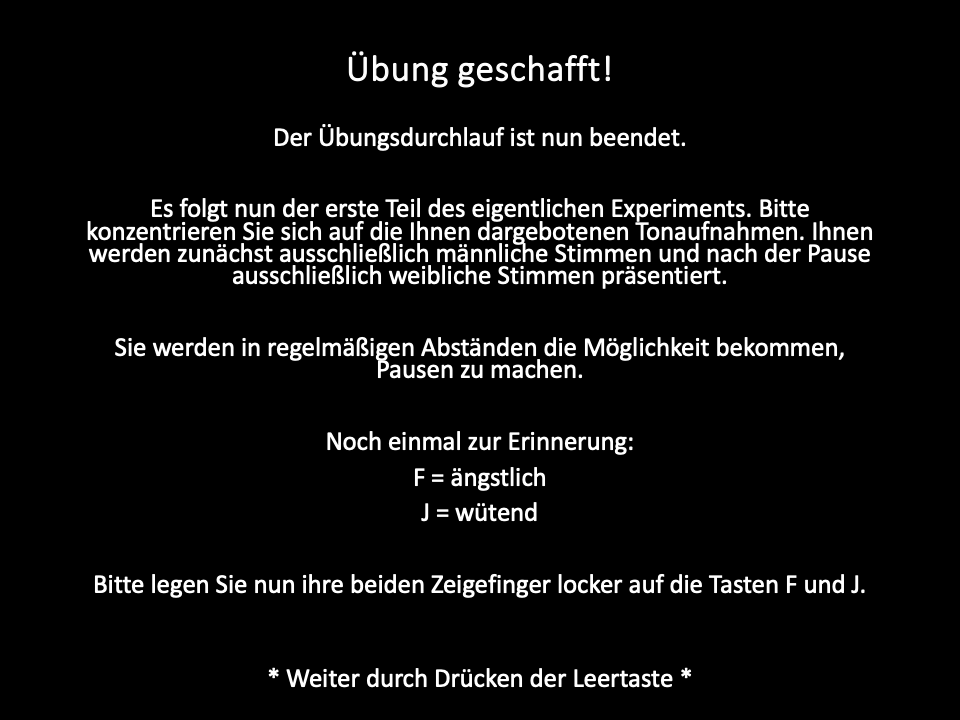 Übung geschafft!
Der Übungsdurchlauf ist nun beendet.
Es folgt nun der erste Teil des eigentlichen Experiments. Bitte
konzentrieren Sie sich auf die Ihnen dargebotenen Tonaufnahmen. Ihnen
werden zunächst ausschließlich männliche Stimmen und nach der Pause
ausschließlich weibliche Stimmen präsentiert.
Sie werden in regelmäßigen Abständen die Möglichkeit bekommen,
Pausen zu machen.
Noch einmal zur Erinnerung:
F = ängstlich
J = wütend
Bitte legen Sie nun ihre beiden Zeigefinger locker auf die Tasten F und J.
* Weiter durch Drücken der Leertaste *